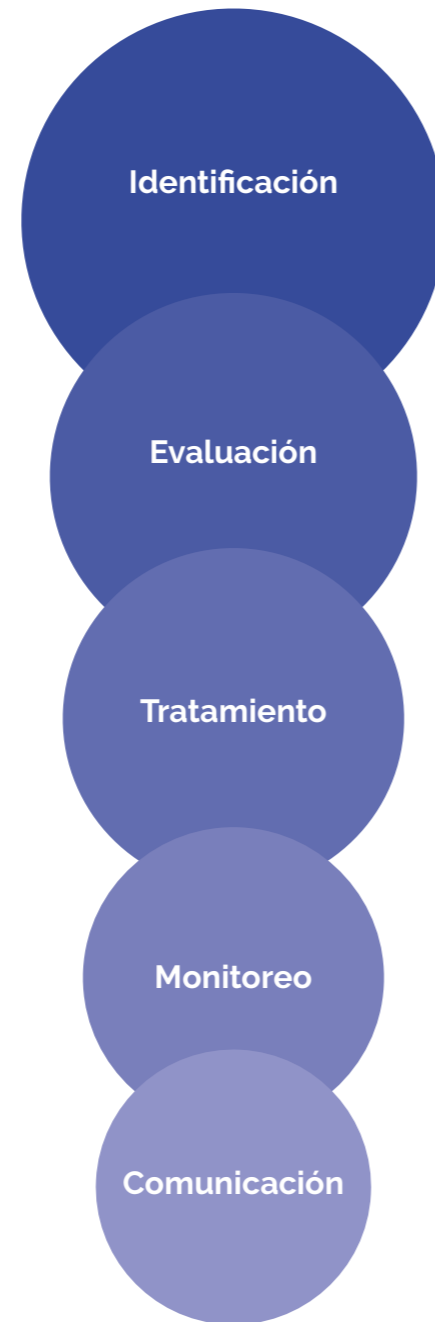 Identificación
Evaluación
Tratamiento
Monitoreo
Comunicación